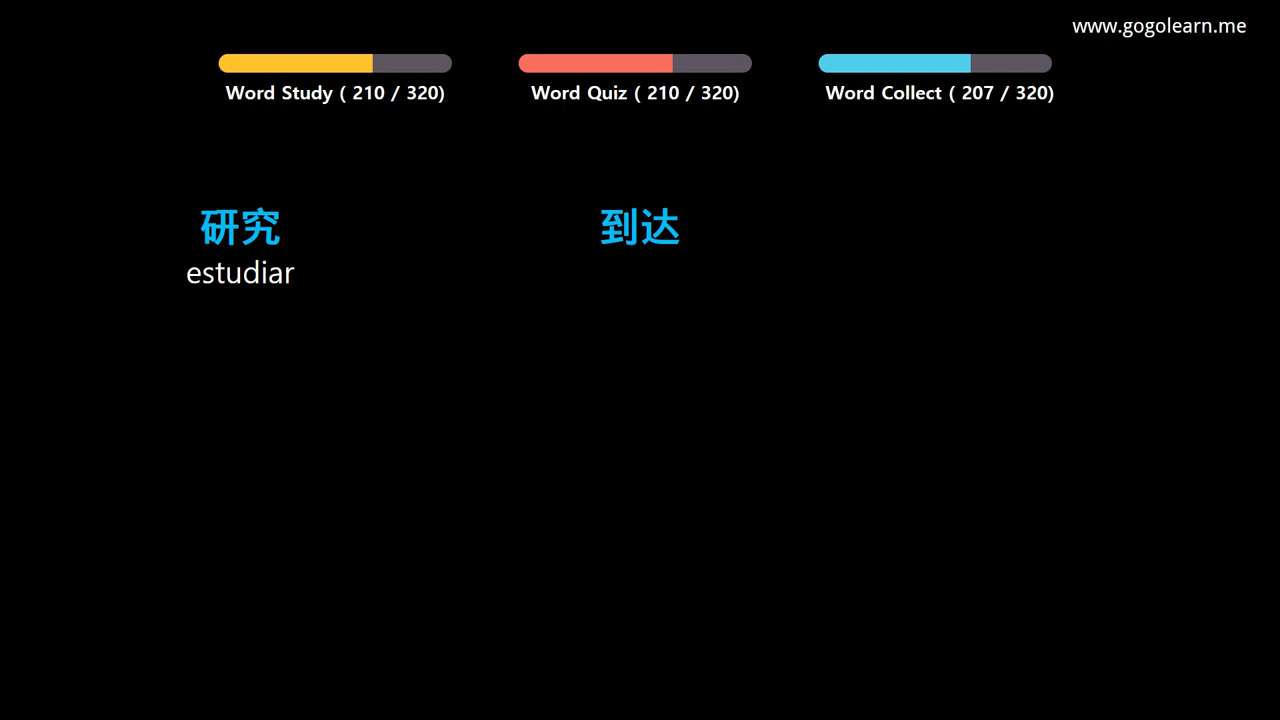 www.gogolearn.me
Word Study ( 210 / 320)
Word Quiz ( 210 / 320)
Word Collect ( 207 / 320)
研究
estudiar
到达